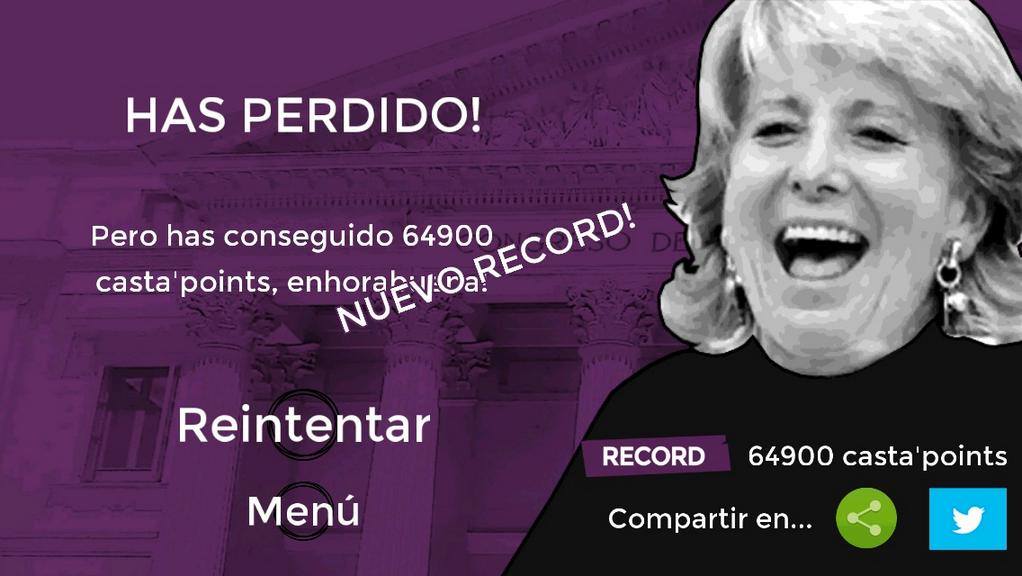 HAS PERDIDO!
Pero has conseguido 64900
casta'points, enhorabuena!
NUEVO RECORD!
Reintentar
Menú
RECORD 64900 casta'points
Compartir en...